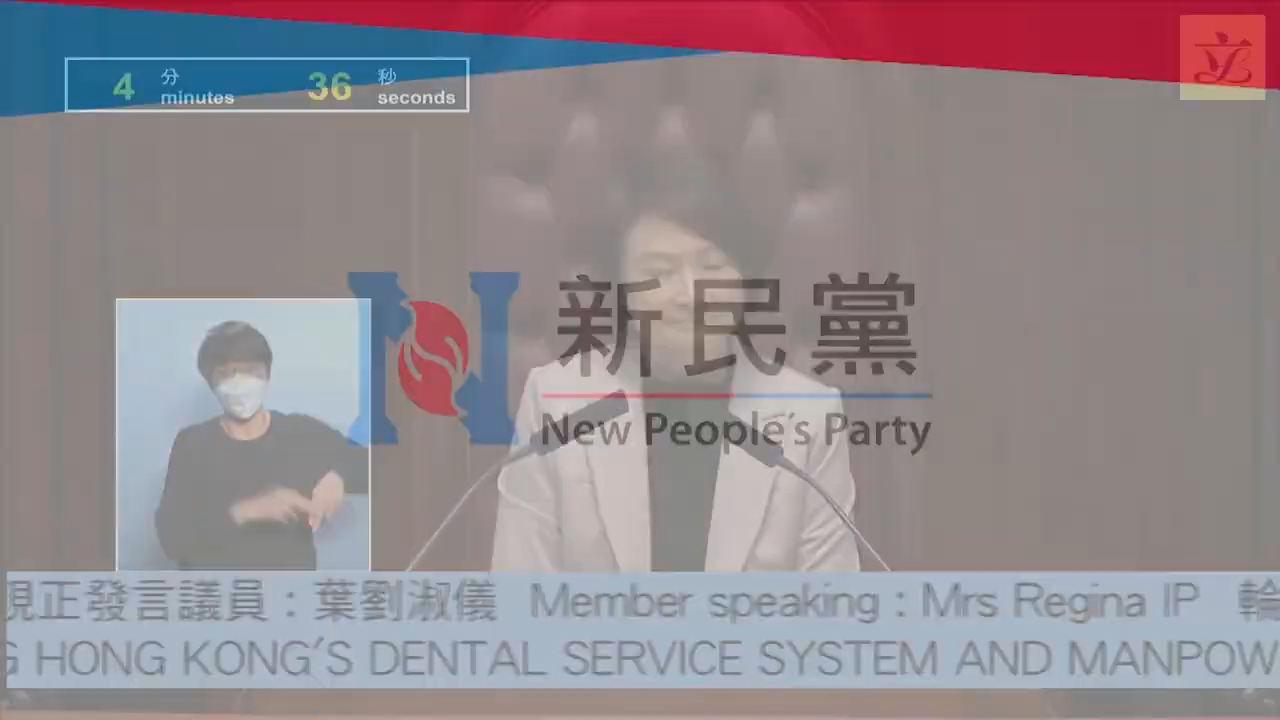 4 分 minutes 36 秒 seconds
立
新民黨
New People's Party
現正發言議員：葉劉淑儀 Member speaking : Mrs Regina IP 輪
G HONG KONG'S DENTAL SERVICE SYSTEM AND MANPOW